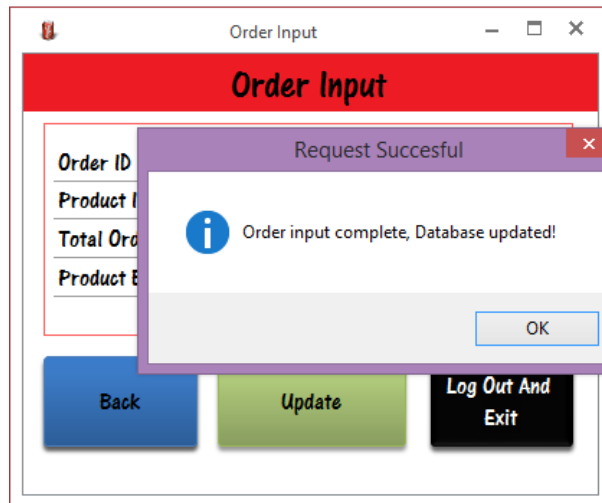 Order Input
Order Input
Request Succesful
Order ID
Product I
Order input complete, Database updated!
Total Ord
Product
OK
Back
Update
Log Out And
Exit